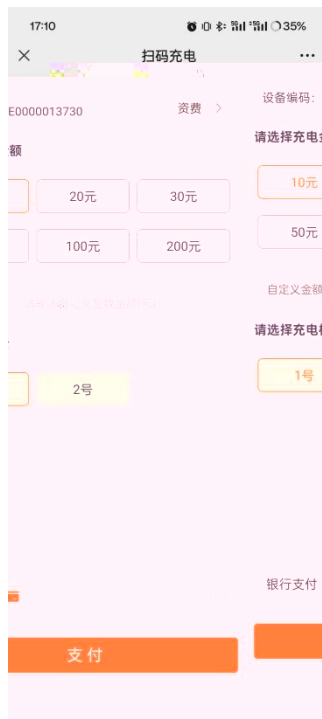 17:10 35%
扫码充电
设备编码:
E0000013730 资费
请选择充电
额
10元
20元 30元
50元
100元 200元
自定义金额
请选择充电
1号
2号
银行支付
支付